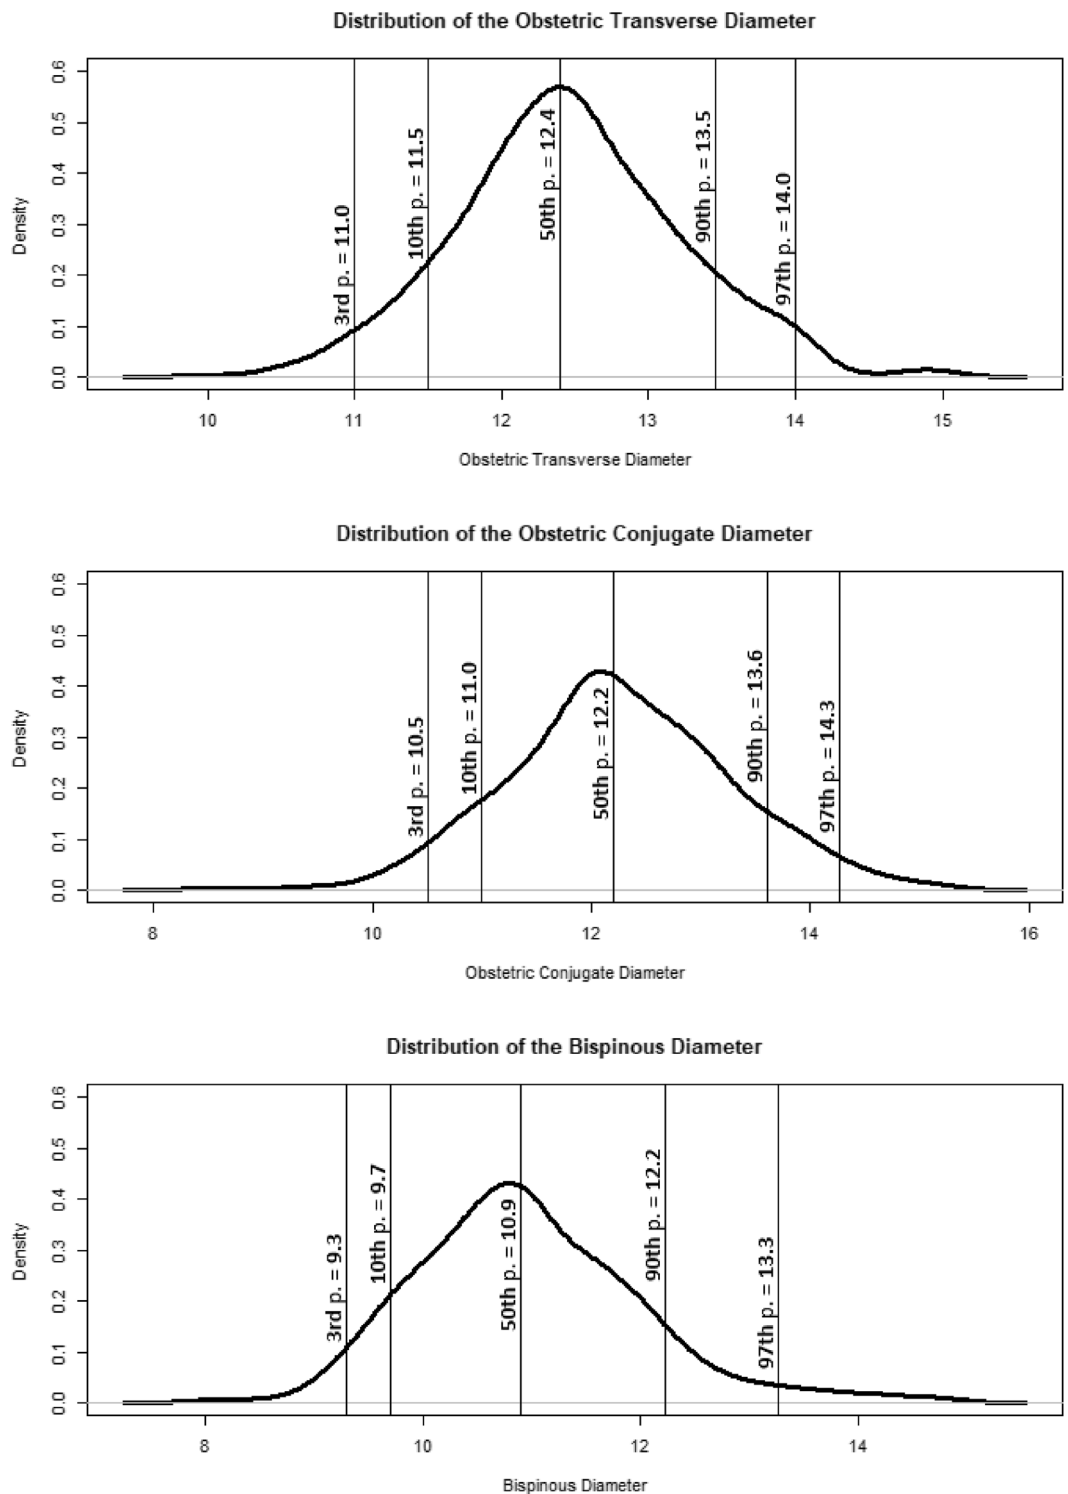 Distribution of the Obstetric Transverse Diameter
Density
0.0 0.1 0.2 0.3 0.4 0.5 0.6
3rd p. = 11.0
10th p. = 11.5
50th p. = 12.4
90th p. = 13.5
97th p. = 14.0
10 11 12 13 14 15
Obstetric Transverse Diameter
Distribution of the Obstetric Conjugate Diameter
Density
0.0 0.1 0.2 0.3 0.4 0.5 0.6
3rd p. = 10.5
10th p. = 11.0
50th p. = 12.2
90th p. = 13.6
97th p. = 14.3
8 10 12 14 16
Obstetric Conjugate Diameter
Distribution of the Bispinous Diameter
Density
0.0 0.1 0.2 0.3 0.4 0.5 0.6
3rd p. = 9.3
10th p. = 9.7
50th p. = 10.9
90th p. = 12.2
97th p. = 13.3
8 10 12 14
Bispinous Diameter